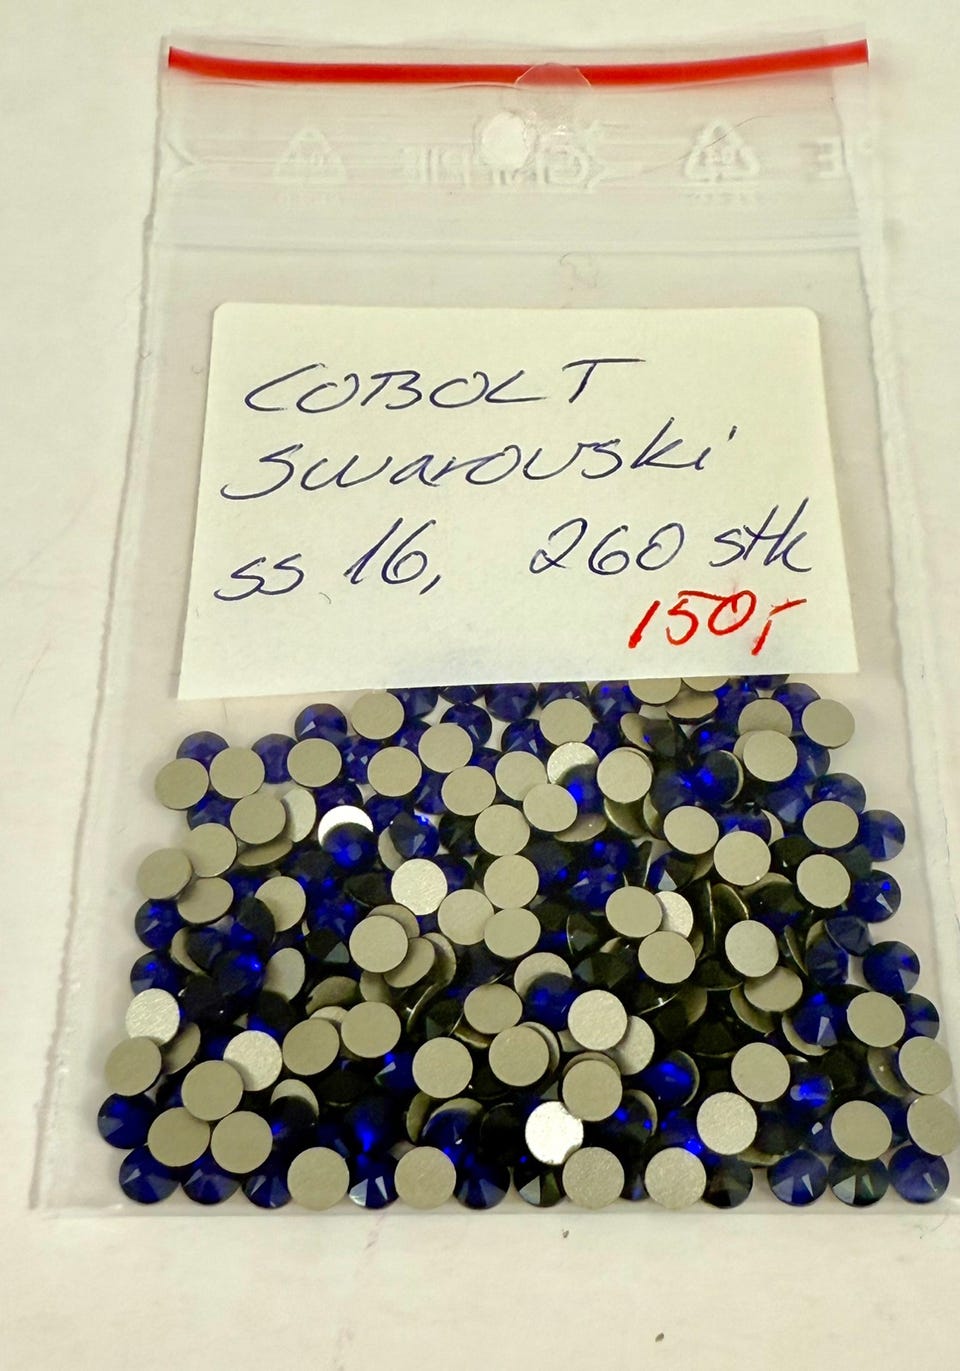 COBOLT
Swarovski
ss 16, 260 stk
150,-